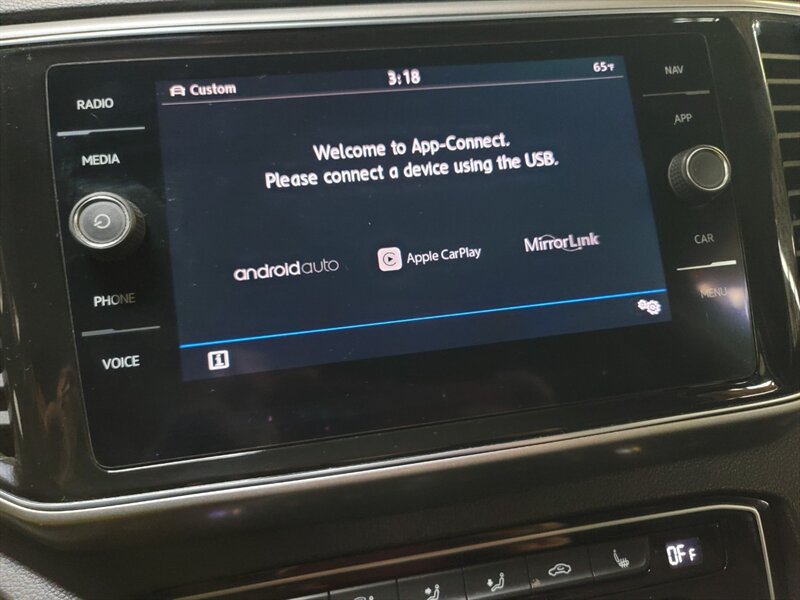 RADIO
MEDIA
PHONE
VOICE
Custom
3:18
65°F
Welcome to App-Connect.
Please connect a device using the USB.
androidauto
Apple CarPlay
MirrorLink
i
NAV
APP
CAR
MENU
OFF F